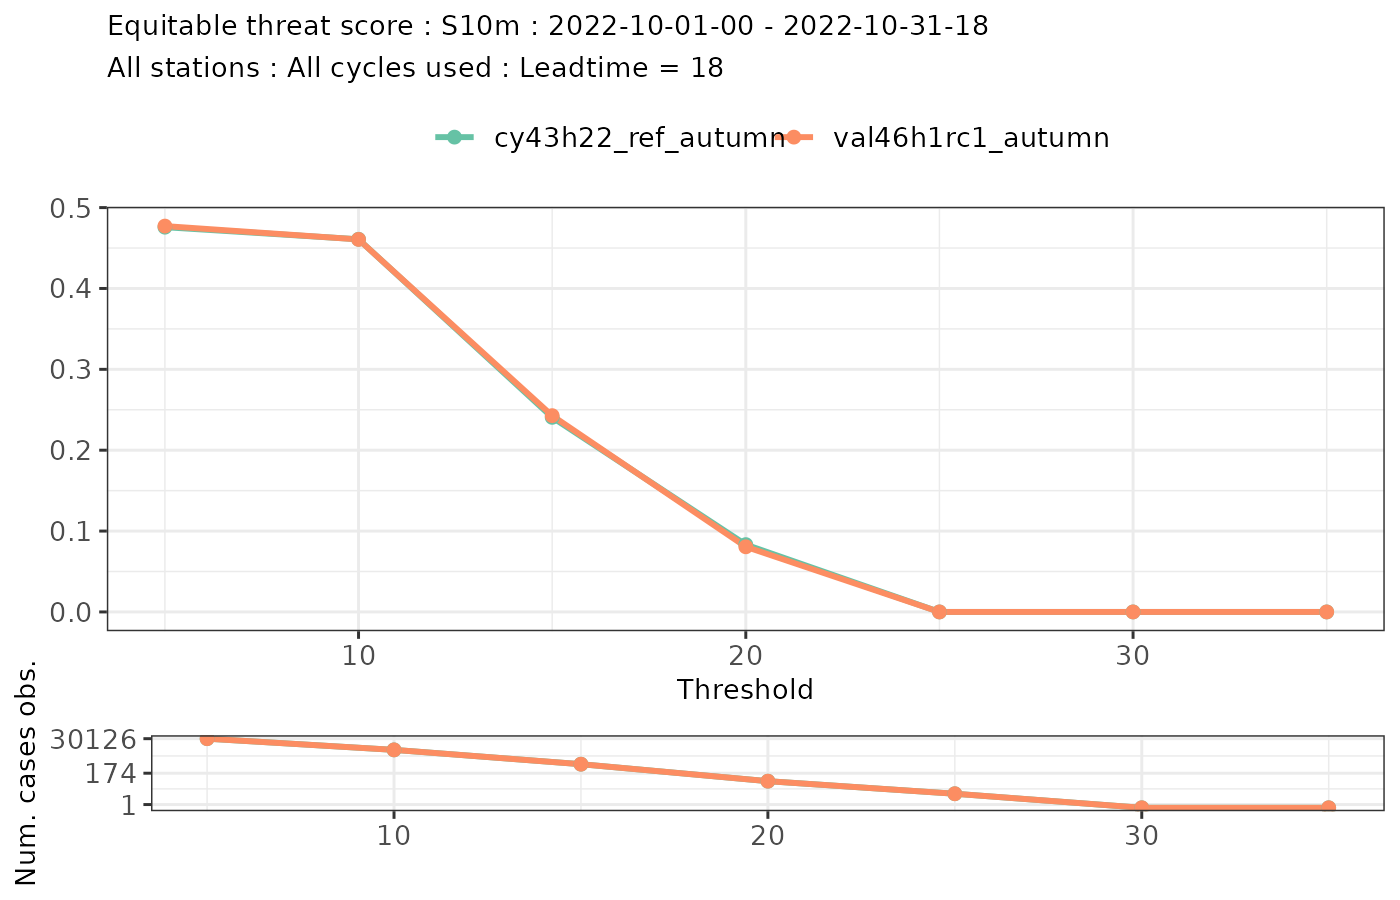 Equitable threat score : S10m : 2022-10-01-00 - 2022-10-31-18
All stations : All cycles used : Leadtime = 18
cy43h22_ref_autumn val46h1rc1_autumn
0.5
0.4
0.3
0.2
0.1
0.0
10 20 30
Threshold
Num. cases obs.
30126
174
1
10 20 30